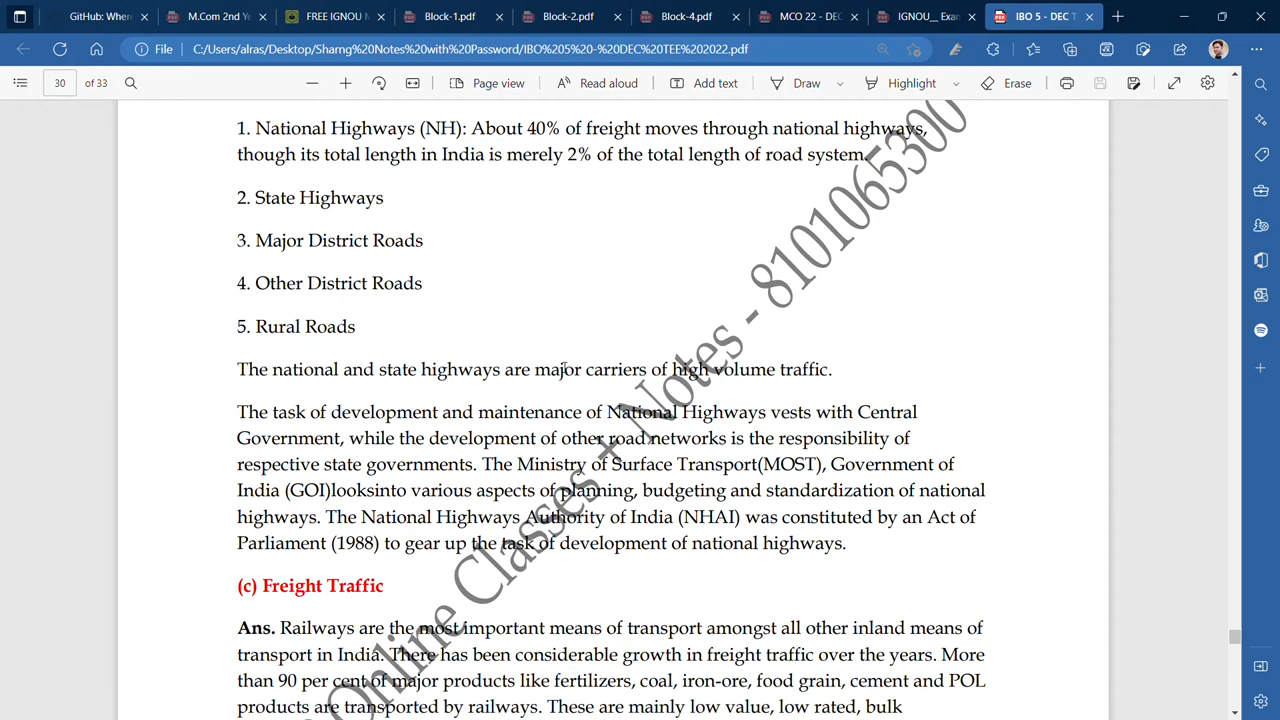 GitHub: Wher
M.Com 2nd Ye
FREE IGNOU M
Block-1.pdf
Block-2.pdf
Block-4.pdf
MCO 22 - DEC
IGNOU__ Exam
IBO 5 - DEC T
File C:/Users/alras/Desktop/Sharng%20Notes%20with%20Password/IBO%205%20-%20DEC%20TEE%202022.pdf
30 of 33 Page view Read aloud Add text Draw Highlight Erase
1. National Highways (NH): About 40% of freight moves through national highways,
though its total length in India is merely 2% of the total length of road system.
2. State Highways
3. Major District Roads
4. Other District Roads
5. Rural Roads
The national and state highways are major carriers of high volume traffic.
The task of development and maintenance of National Highways vests with Central
Government, while the development of other road networks is the responsibility of
respective state governments. The Ministry of Surface Transport(MOST), Government of
India (GOI)looksinto various aspects of planning, budgeting and standardization of national
highways. The National Highways Authority of India (NHAI) was constituted by an Act of
Parliament (1988) to gear up the task of development of national highways.
(c) Freight Traffic
Ans. Railways are the most important means of transport amongst all other inland means of
transport in India. There has been considerable growth in freight traffic over the years. More
than 90 per cent of major products like fertilizers, coal, iron-ore, food grain, cement and POL
products are transported by railways. These are mainly low value, low rated, bulk
Online Classes + Notes - 8101065300